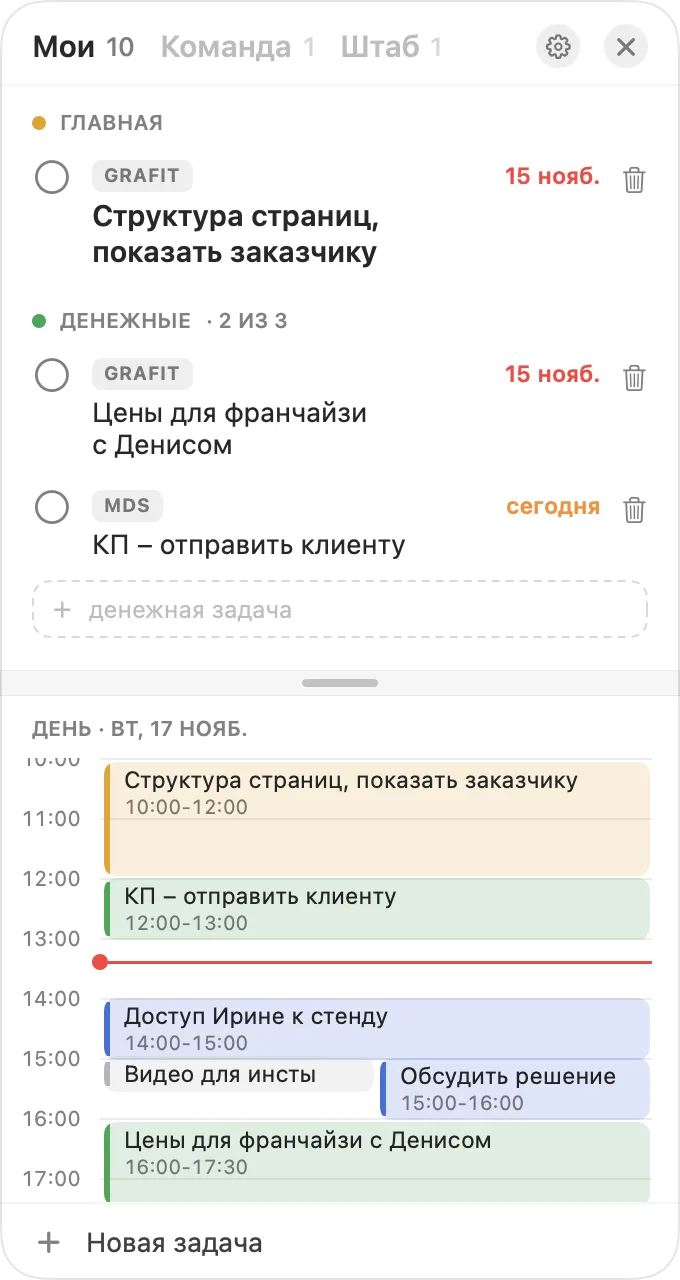 Мои 10 Команда 1 Штаб 1
ГЛАВНАЯ
GRAFIT 15 нояб.
Структура страниц,
показать заказчику
ДЕНЕЖНЫЕ · 2 ИЗ 3
GRAFIT 15 нояб.
Цены для франчайзи
с Денисом
MDS сегодня
КП – отправить клиенту
+ денежная задача
ДЕНЬ · ВТ, 17 НОЯБ.
10:00
Структура страниц, показать заказчику
10:00-12:00
11:00
12:00
КП – отправить клиенту
12:00-13:00
13:00
14:00
Доступ Ирине к стенду
14:00-15:00
15:00
Видео для инсты
Обсудить решение
15:00-16:00
16:00
Цены для франчайзи с Денисом
16:00-17:30
17:00
+ Новая задача